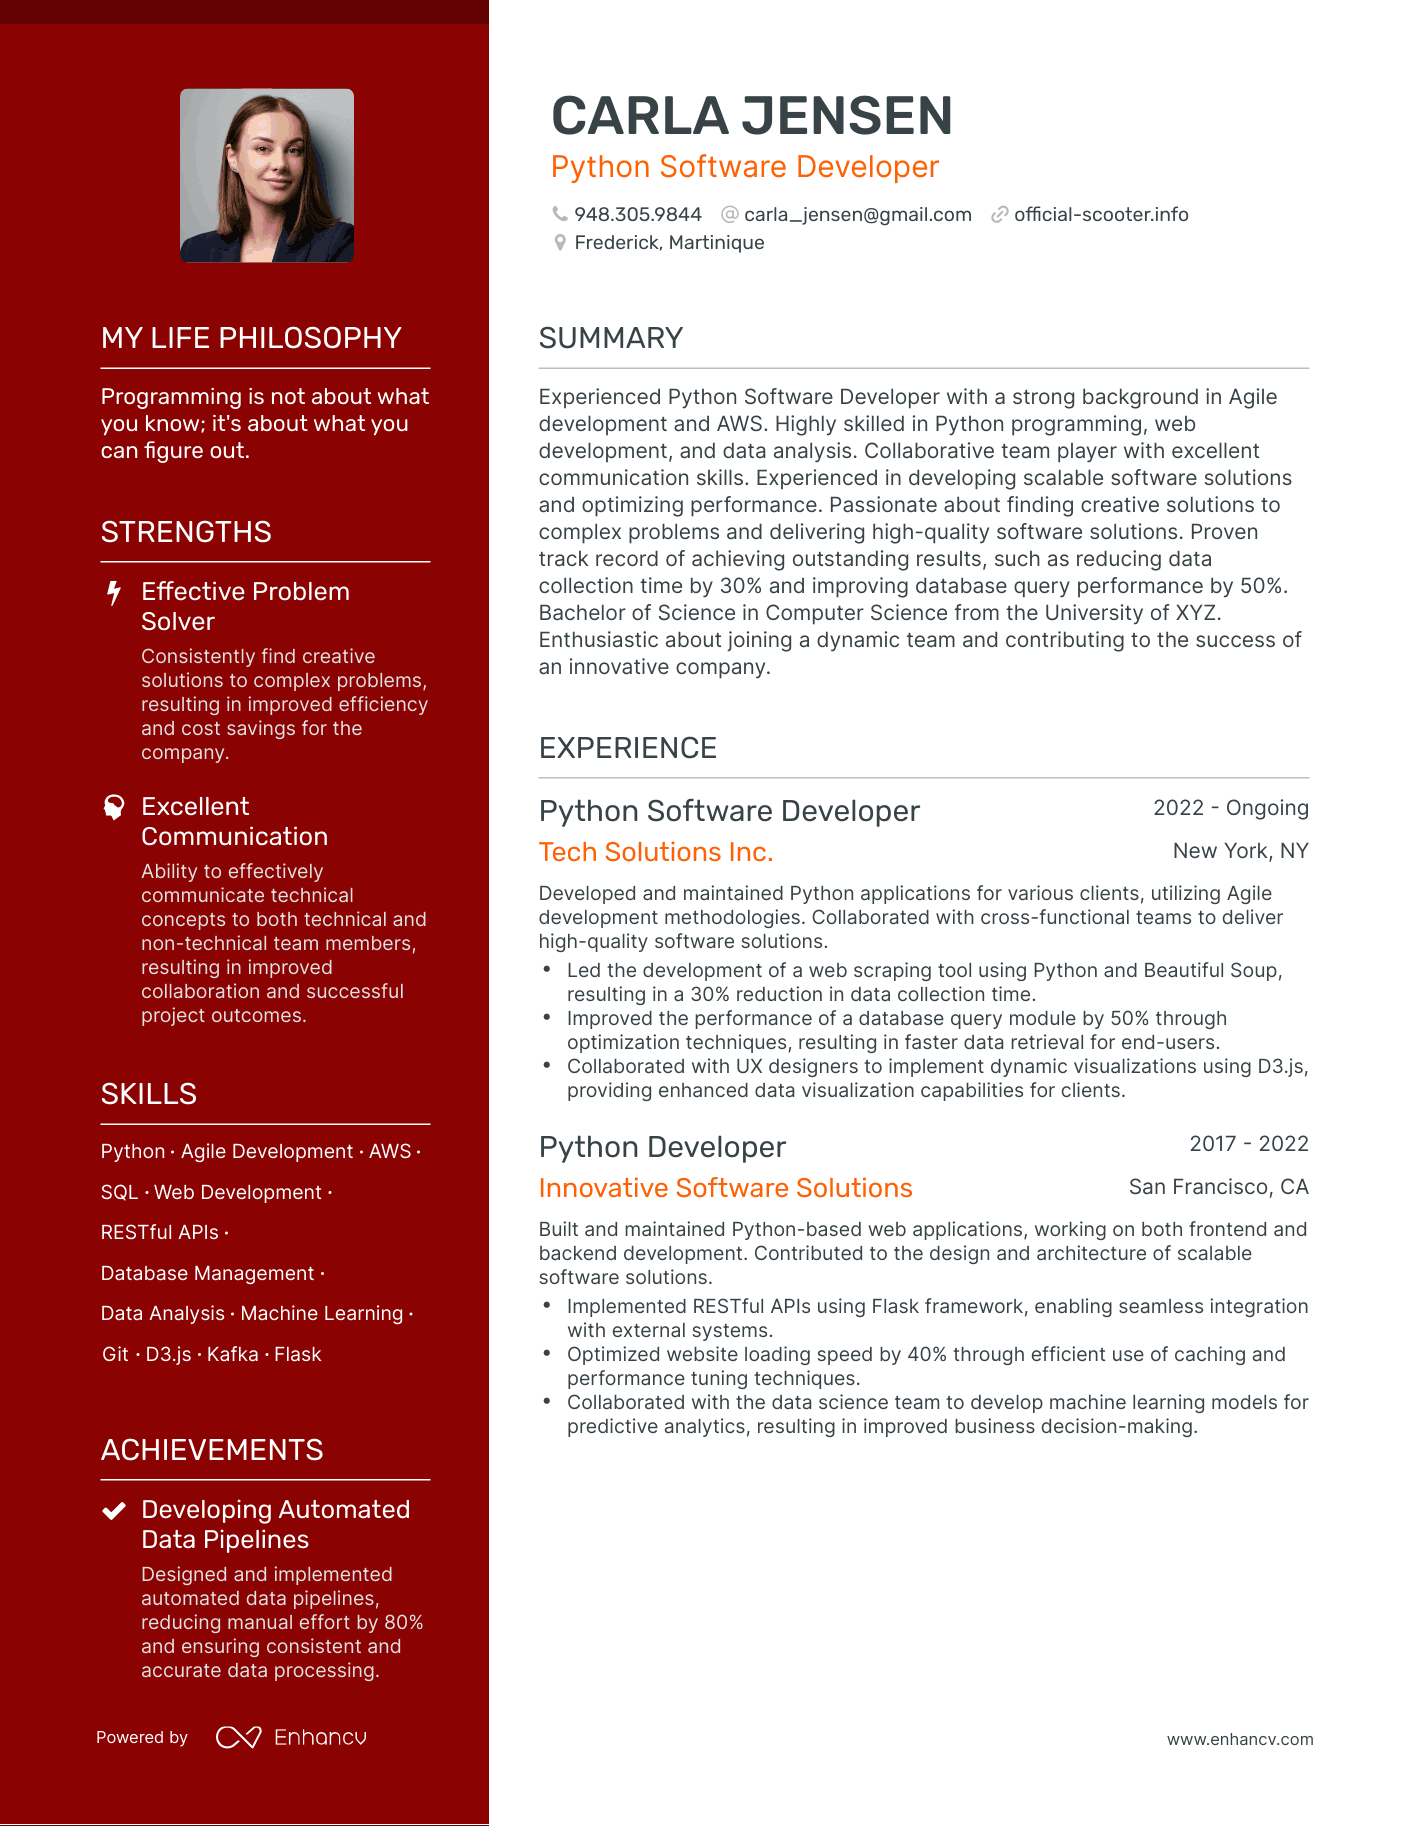 CARLA JENSEN
Python Software Developer
948.305.9844 @ carla_jensen@gmail.com official-scooter.info
Frederick, Martinique
MY LIFE PHILOSOPHY
Programming is not about what
you know; it's about what you
can figure out.
STRENGTHS
Effective Problem
Solver
Consistently find creative
solutions to complex problems,
resulting in improved efficiency
and cost savings for the
company.
Excellent
Communication
Ability to effectively
communicate technical
concepts to both technical and
non-technical team members,
resulting in improved
collaboration and successful
project outcomes.
SKILLS
Python · Agile Development · AWS ·
SQL · Web Development ·
RESTful APIs ·
Database Management ·
Data Analysis · Machine Learning ·
Git · D3.js · Kafka · Flask
ACHIEVEMENTS
Developing Automated
Data Pipelines
Designed and implemented
automated data pipelines,
reducing manual effort by 80%
and ensuring consistent and
accurate data processing.
SUMMARY
Experienced Python Software Developer with a strong background in Agile
development and AWS. Highly skilled in Python programming, web
development, and data analysis. Collaborative team player with excellent
communication skills. Experienced in developing scalable software solutions
and optimizing performance. Passionate about finding creative solutions to
complex problems and delivering high-quality software solutions. Proven
track record of achieving outstanding results, such as reducing data
collection time by 30% and improving database query performance by 50%.
Bachelor of Science in Computer Science from the University of XYZ.
Enthusiastic about joining a dynamic team and contributing to the success of
an innovative company.
EXPERIENCE
Python Software Developer 2022 - Ongoing
Tech Solutions Inc. New York, NY
Developed and maintained Python applications for various clients, utilizing Agile
development methodologies. Collaborated with cross-functional teams to deliver
high-quality software solutions.
• Led the development of a web scraping tool using Python and Beautiful Soup,
resulting in a 30% reduction in data collection time.
• Improved the performance of a database query module by 50% through
optimization techniques, resulting in faster data retrieval for end-users.
• Collaborated with UX designers to implement dynamic visualizations using D3.js,
providing enhanced data visualization capabilities for clients.
Python Developer 2017 - 2022
Innovative Software Solutions San Francisco, CA
Built and maintained Python-based web applications, working on both frontend and
backend development. Contributed to the design and architecture of scalable
software solutions.
• Implemented RESTful APIs using Flask framework, enabling seamless integration
with external systems.
• Optimized website loading speed by 40% through efficient use of caching and
performance tuning techniques.
• Collaborated with the data science team to develop machine learning models for
predictive analytics, resulting in improved business decision-making.
Powered by Enhancv
www.enhancv.com